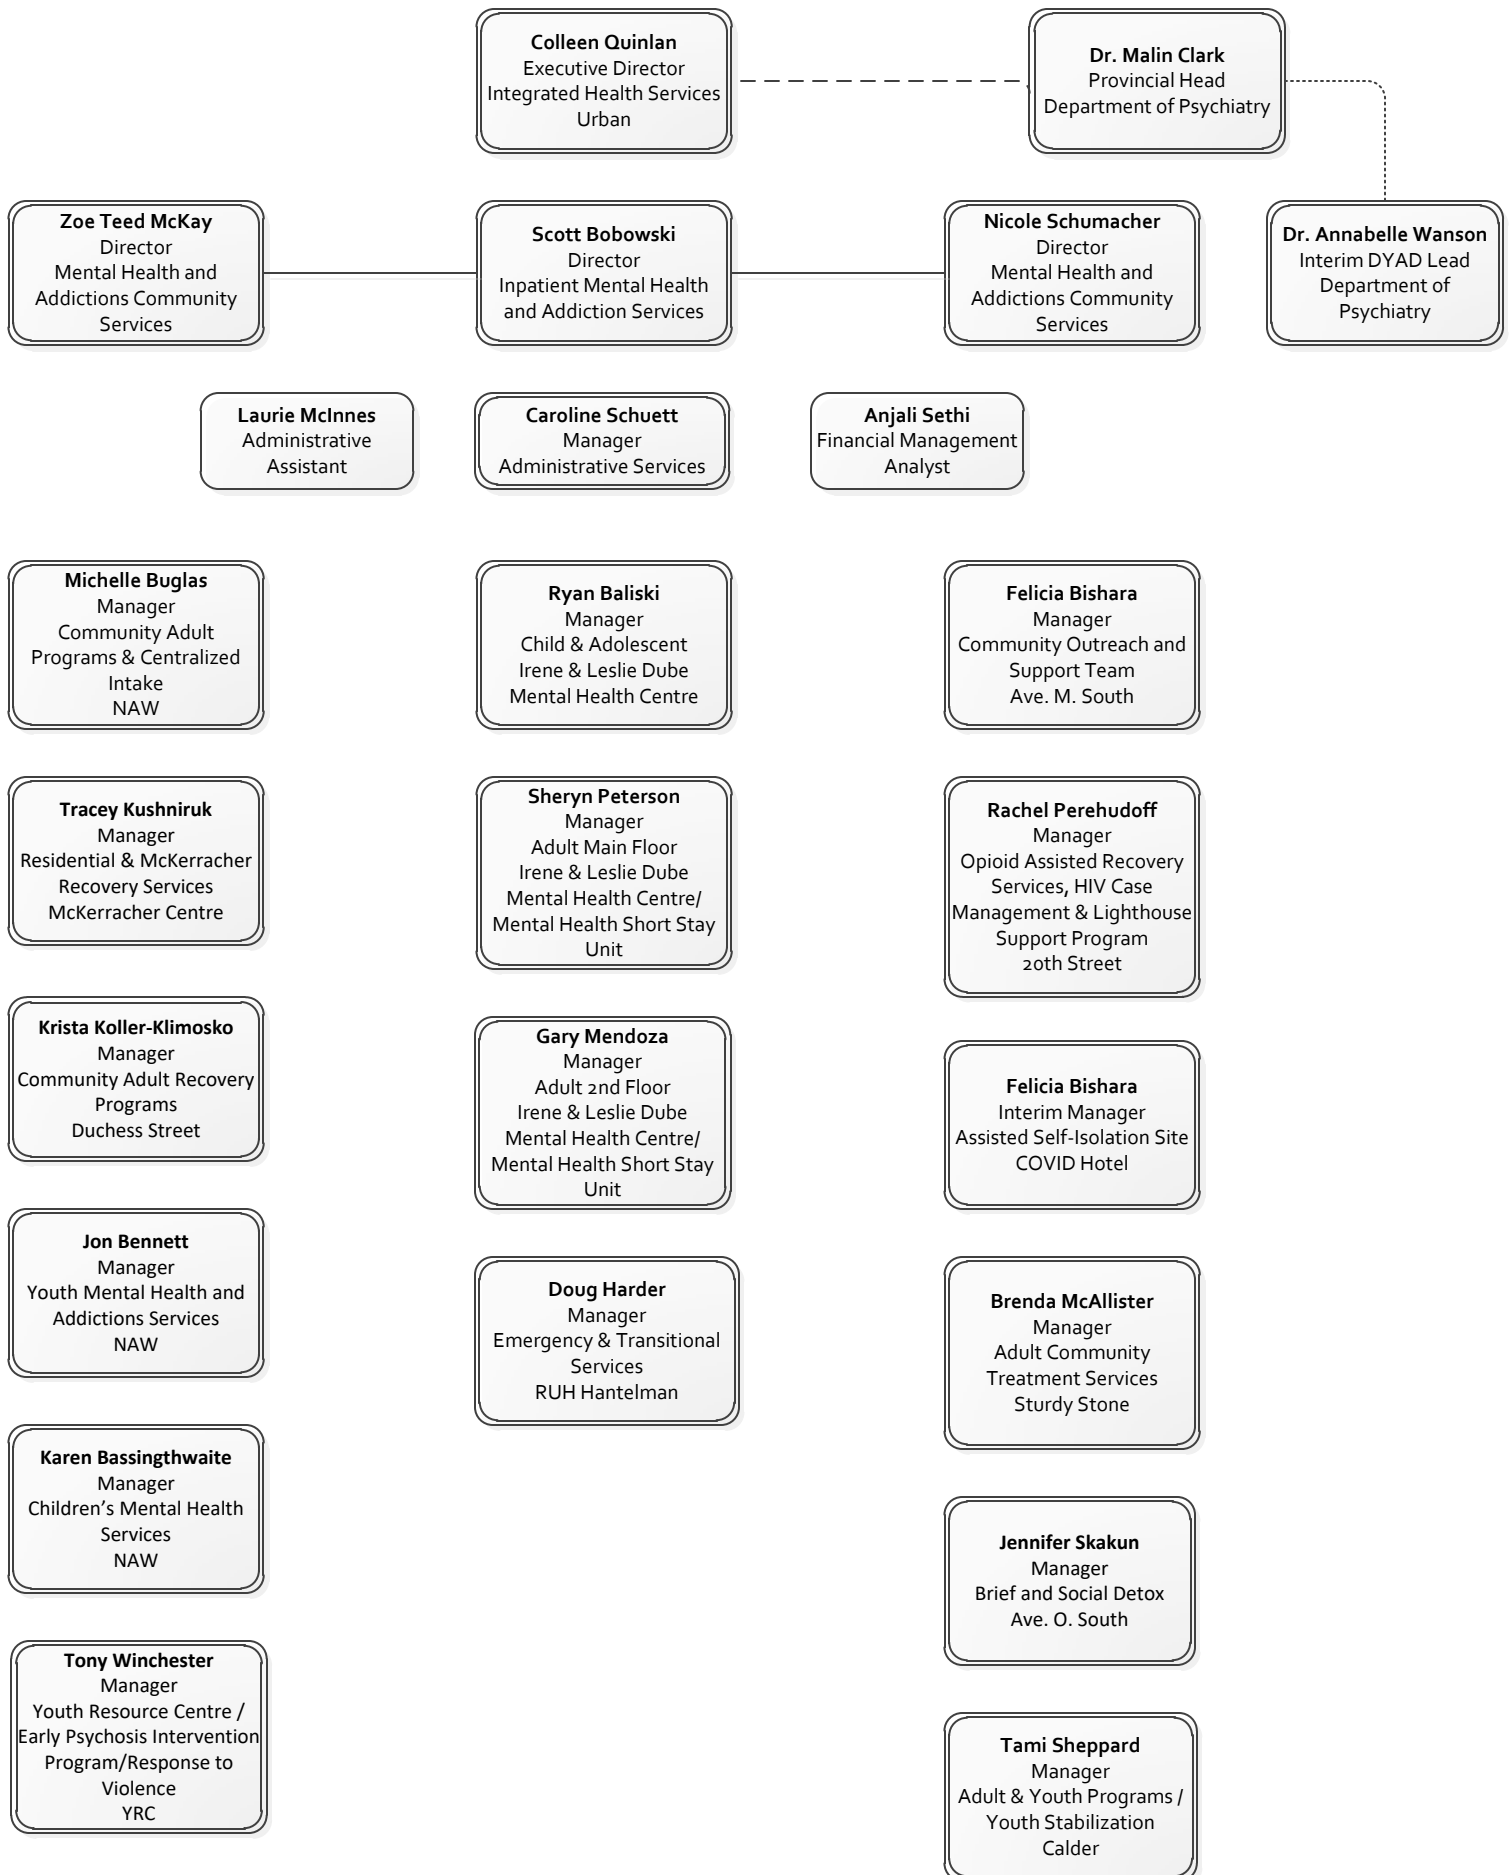 Colleen Quinlan
Executive Director
Integrated Health Services
Urban
Dr. Malin Clark
Provincial Head
Department of Psychiatry
Zoe Teed McKay
Director
Mental Health and
Addictions Community
Services
Scott Bobowski
Director
Inpatient Mental Health
and Addiction Services
Nicole Schumacher
Director
Mental Health and
Addictions Community
Services
Dr. Annabelle Wanson
Interim DYAD Lead
Department of
Psychiatry
Laurie McInnes
Administrative
Assistant
Caroline Schuett
Manager
Administrative Services
Anjali Sethi
Financial Management
Analyst
Michelle Buglas
Manager
Community Adult
Programs & Centralized
Intake
NAW
Ryan Baliski
Manager
Child & Adolescent
Irene & Leslie Dube
Mental Health Centre
Felicia Bishara
Manager
Community Outreach and
Support Team
Ave. M. South
Tracey Kushniruk
Manager
Residential & McKerracher
Recovery Services
McKerracher Centre
Sheryn Peterson
Manager
Adult Main Floor
Irene & Leslie Dube
Mental Health Centre/
Mental Health Short Stay
Unit
Rachel Perehudoff
Manager
Opioid Assisted Recovery
Services, HIV Case
Management & Lighthouse
Support Program
20th Street
Krista Koller-Klimosko
Manager
Community Adult Recovery
Programs
Duchess Street
Gary Mendoza
Manager
Adult 2nd Floor
Irene & Leslie Dube
Mental Health Centre/
Mental Health Short Stay
Unit
Felicia Bishara
Interim Manager
Assisted Self-Isolation Site
COVID Hotel
Jon Bennett
Manager
Youth Mental Health and
Addictions Services
NAW
Doug Harder
Manager
Emergency & Transitional
Services
RUH Hantelman
Brenda McAllister
Manager
Adult Community
Treatment Services
Sturdy Stone
Karen Bassingthwaite
Manager
Children’s Mental Health
Services
NAW
Jennifer Skakun
Manager
Brief and Social Detox
Ave. O. South
Tony Winchester
Manager
Youth Resource Centre /
Early Psychosis Intervention
Program/Response to
Violence
YRC
Tami Sheppard
Manager
Adult & Youth Programs /
Youth Stabilization
Calder